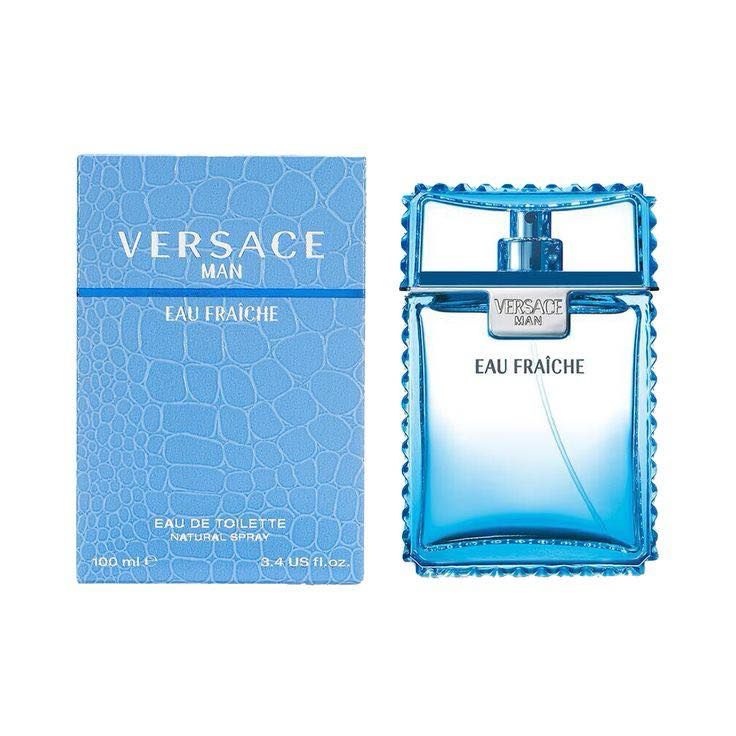 VERSACE
MAN
EAU FRAÎCHE
EAU DE TOILETTE
NATURAL SPRAY
100 ml ℮ 3.4 US fl.oz.
VERSACE
MAN
EAU FRAÎCHE